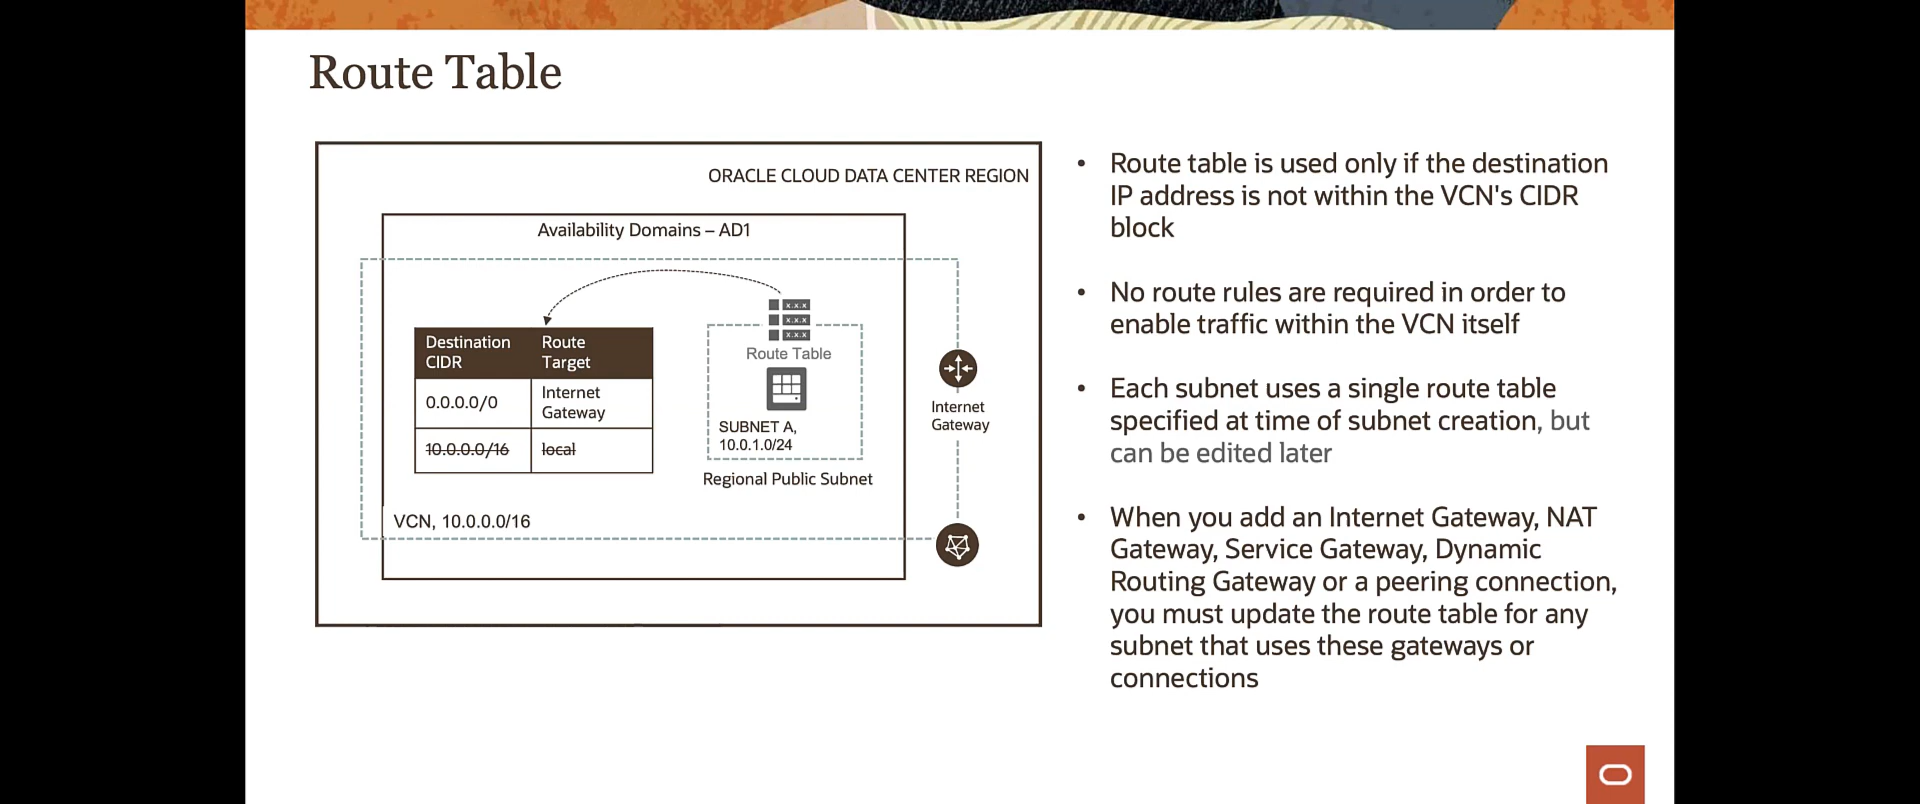 Route Table
ORACLE CLOUD DATA CENTER REGION
Availability Domains – AD1
Destination
CIDR
Route
Target
0.0.0.0/0
Internet
Gateway
10.0.0.0/16
local
x.x.x
x.x.x
x.x.x
Route Table
SUBNET A,
10.0.1.0/24
Regional Public Subnet
Internet
Gateway
VCN, 10.0.0.0/16
• Route table is used only if the destination
IP address is not within the VCN's CIDR
block
• No route rules are required in order to
enable traffic within the VCN itself
• Each subnet uses a single route table
specified at time of subnet creation, but
can be edited later
• When you add an Internet Gateway, NAT
Gateway, Service Gateway, Dynamic
Routing Gateway or a peering connection,
you must update the route table for any
subnet that uses these gateways or
connections